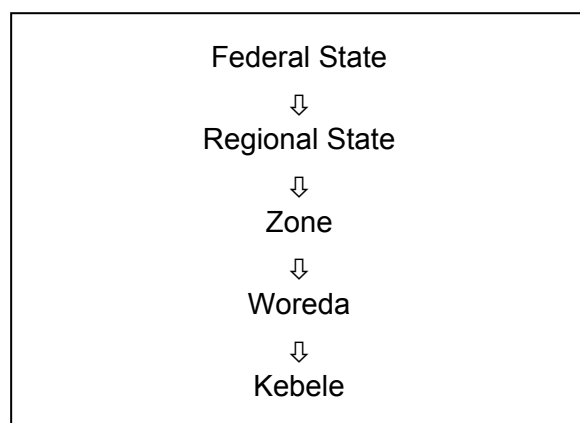 Federal State
⇩
Regional State
⇩
Zone
⇩
Woreda
⇩
Kebele